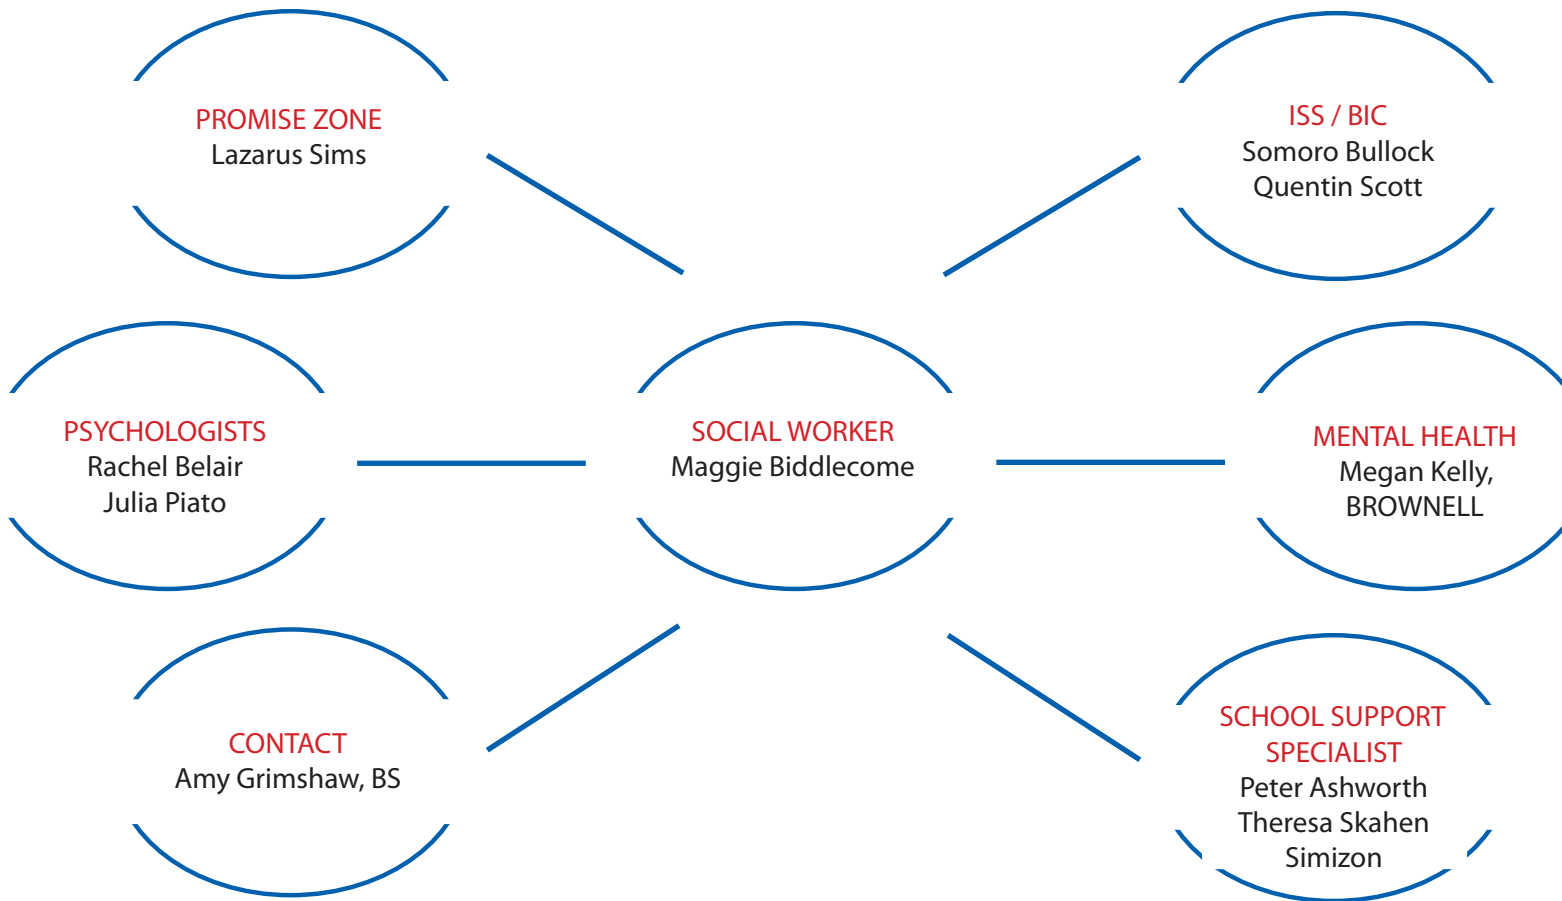 PROMISE ZONE
Lazarus Sims
ISS / BIC
Somoro Bullock
Quentin Scott
PSYCHOLOGISTS
Rachel Belair
Julia Piato
SOCIAL WORKER
Maggie Biddlecome
MENTAL HEALTH
Megan Kelly,
BROWNELL
CONTACT
Amy Grimshaw, BS
SCHOOL SUPPORT
SPECIALIST
Peter Ashworth
Theresa Skahen
Simizon